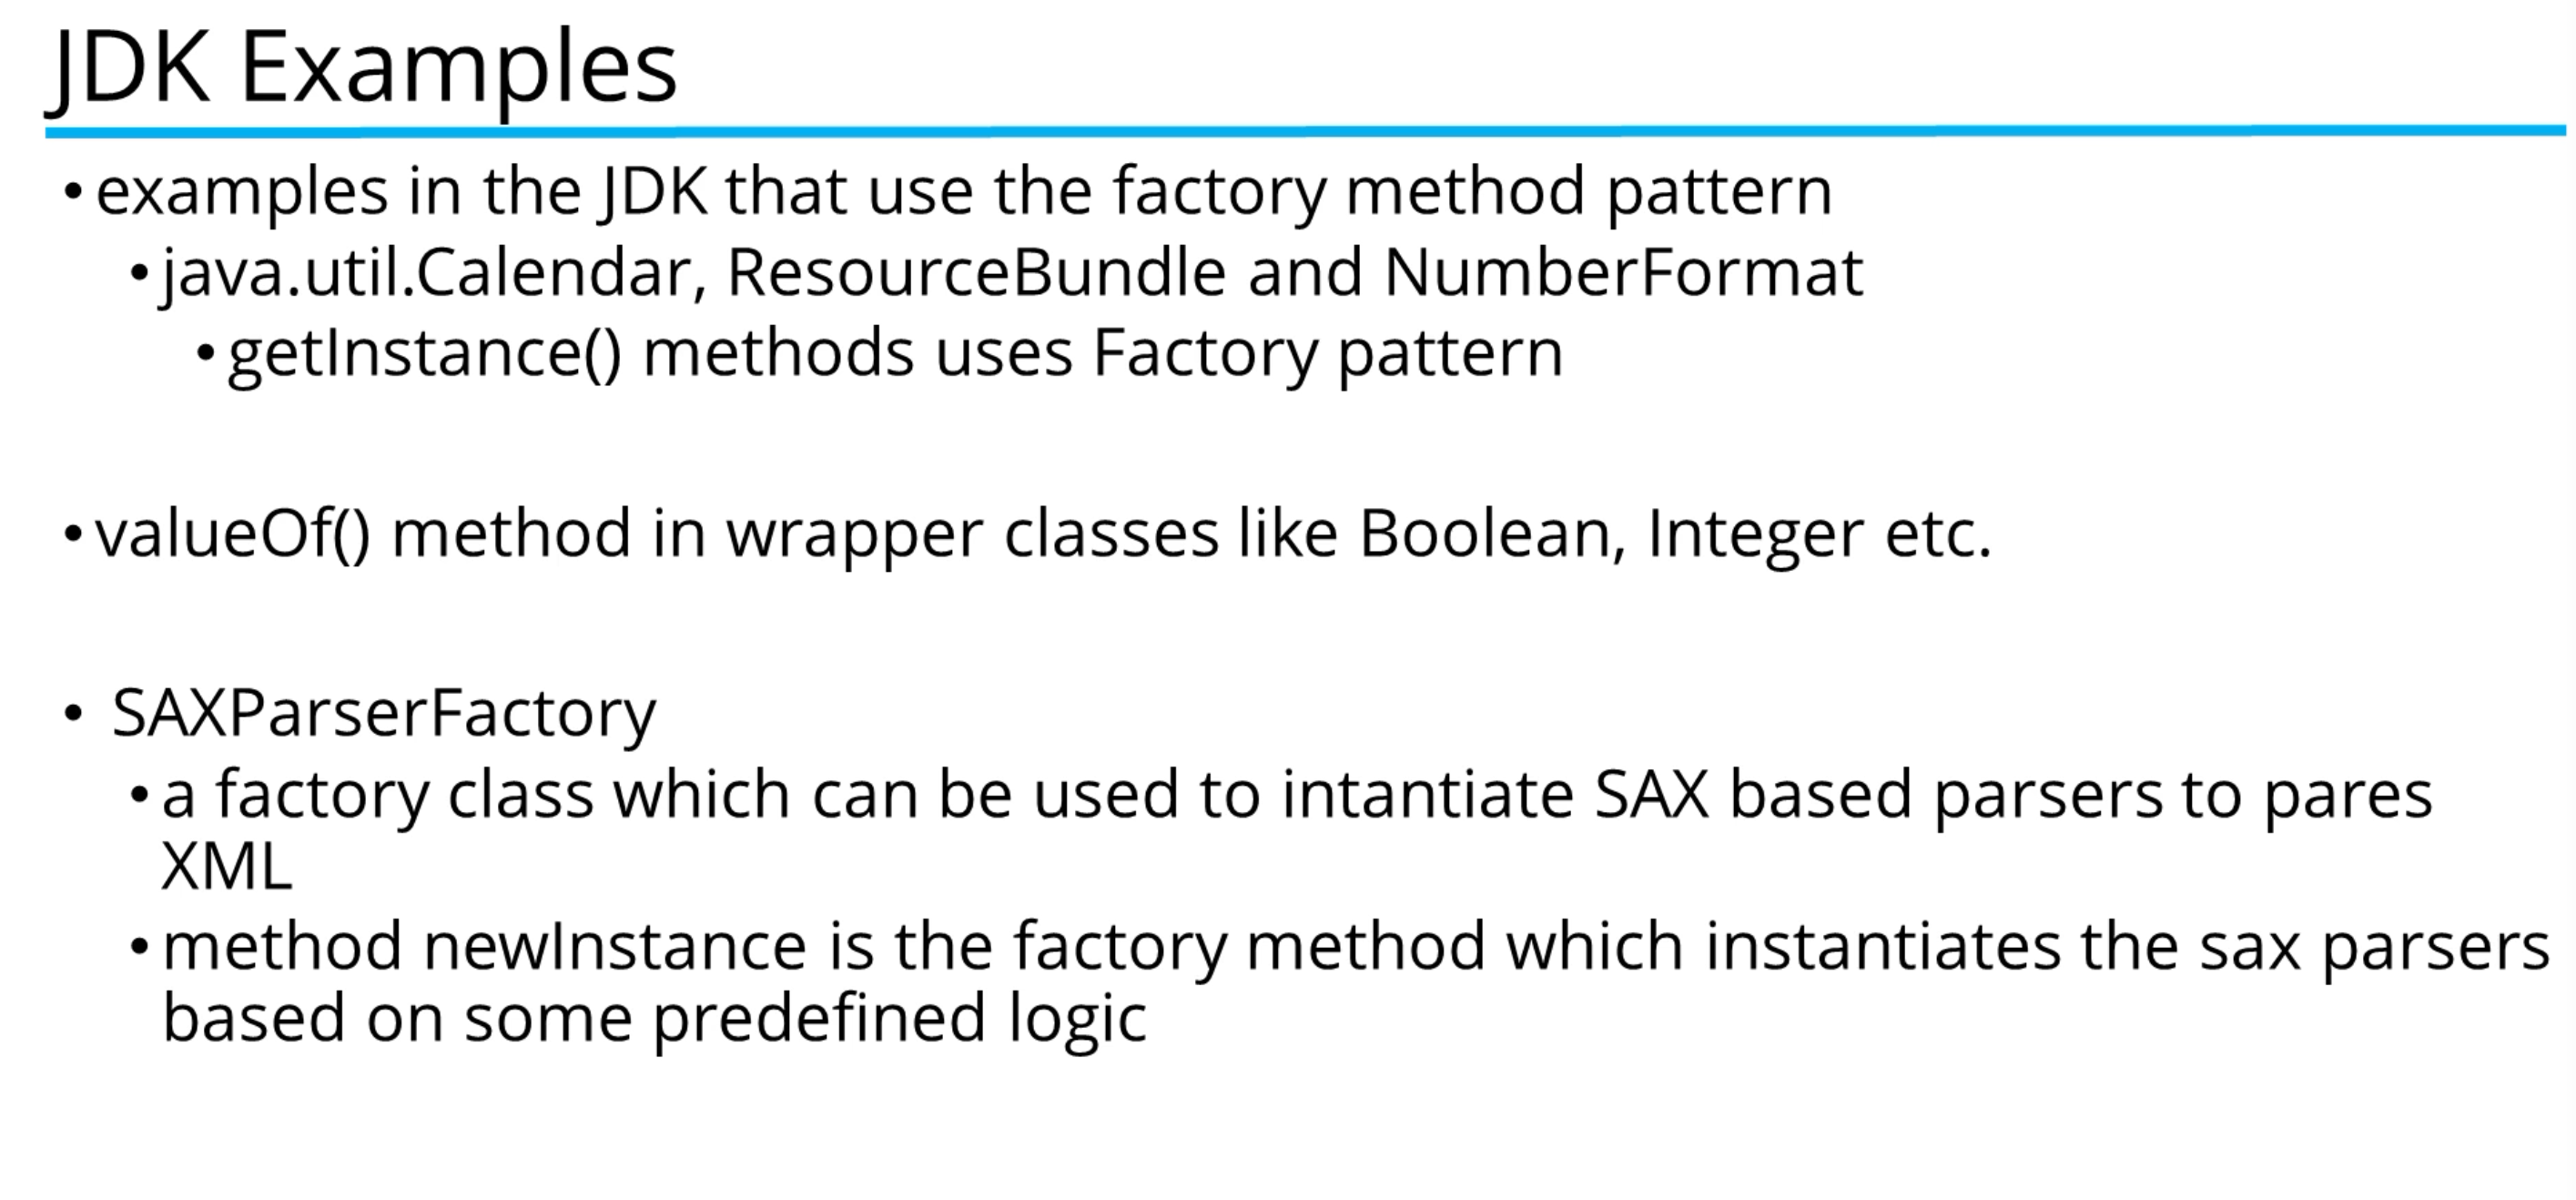 JDK Examples
• examples in the JDK that use the factory method pattern
• java.util.Calendar, ResourceBundle and NumberFormat
• getInstance() methods uses Factory pattern
• valueOf() method in wrapper classes like Boolean, Integer etc.
• SAXParserFactory
• a factory class which can be used to intantiate SAX based parsers to pares
XML
• method newInstance is the factory method which instantiates the sax parsers
based on some predefined logic